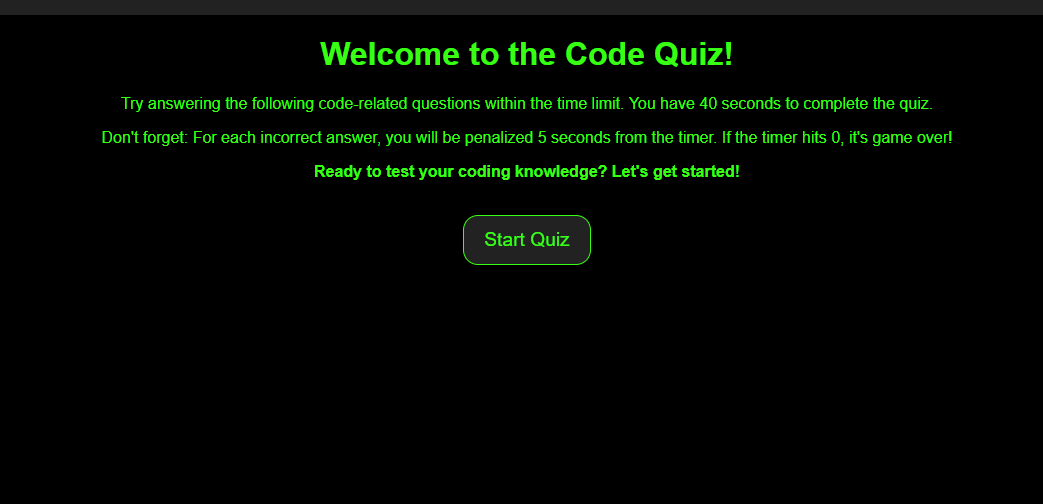 Welcome to the Code Quiz!
Try answering the following code-related questions within the time limit. You have 40 seconds to complete the quiz.
Don't forget: For each incorrect answer, you will be penalized 5 seconds from the timer. If the timer hits 0, it's game over!
Ready to test your coding knowledge? Let's get started!
Start Quiz